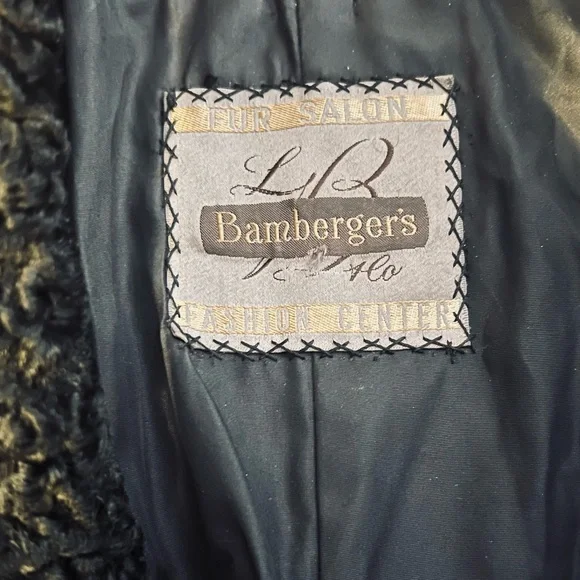 FUR SALON
L B
Bamberger's
& Co
FASHION CENTER